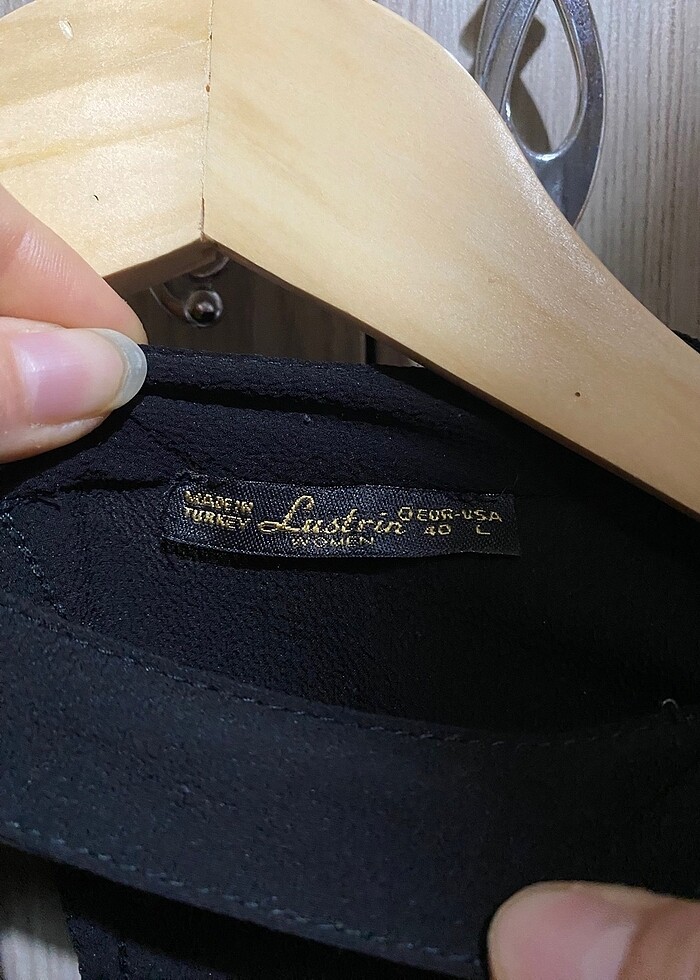 MADE IN
TURKEY
Lustrin
WOMEN
EUR-USA
40 L